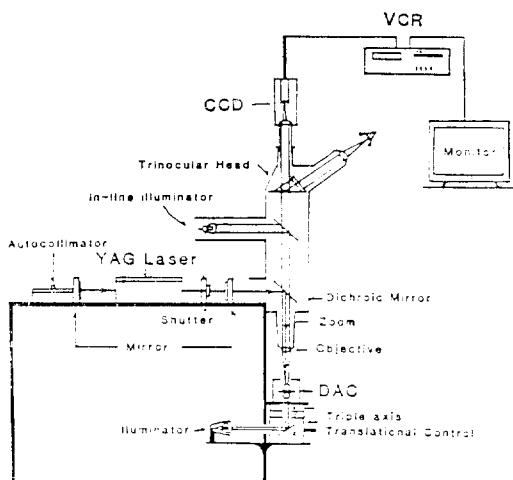 VCR
CCD
Monitor
Trinocular Head
In-line illuminator
Autocollimator
YAG Laser
Dichroic Mirror
Shutter
Zoom
Mirror
Objective
DAC
Triple axis
Illuminator
Translational Control